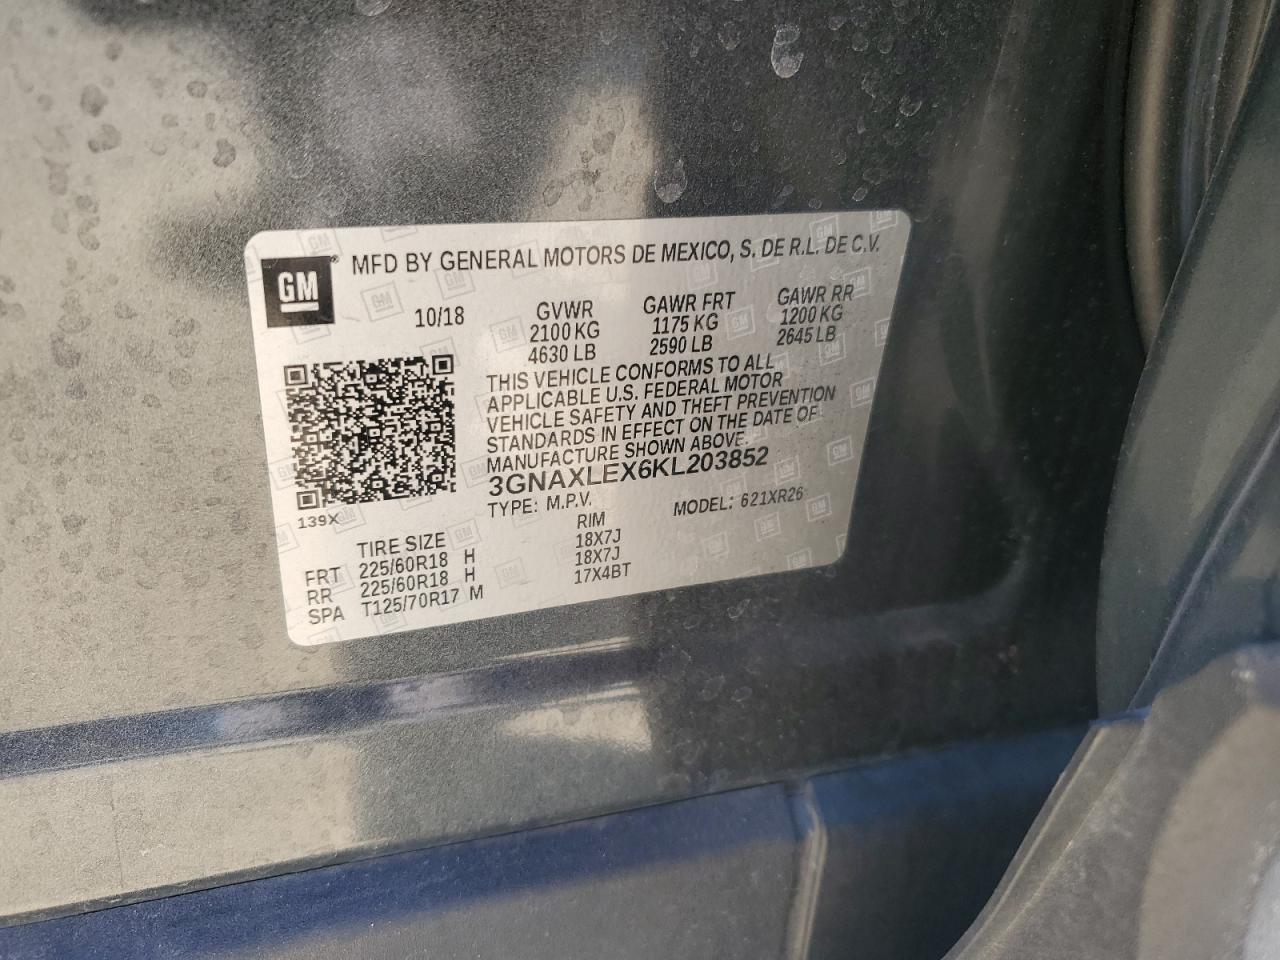 GM
MFD BY GENERAL MOTORS DE MEXICO, S. DE R.L. DE C.V.
10/18 GVWR GAWR FRT GAWR RR
2100 KG 1175 KG 1200 KG
4630 LB 2590 LB 2645 LB
THIS VEHICLE CONFORMS TO ALL
APPLICABLE U.S. FEDERAL MOTOR
VEHICLE SAFETY AND THEFT PREVENTION
STANDARDS IN EFFECT ON THE DATE OF
MANUFACTURE SHOWN ABOVE.
3GNAXLEX6KL203852
TYPE: M.P.V. MODEL: 621XR26
139X
TIRE SIZE RIM
FRT 225/60R18 H 18X7J
RR 225/60R18 H 18X7J
SPA T125/70R17 M 17X4BT